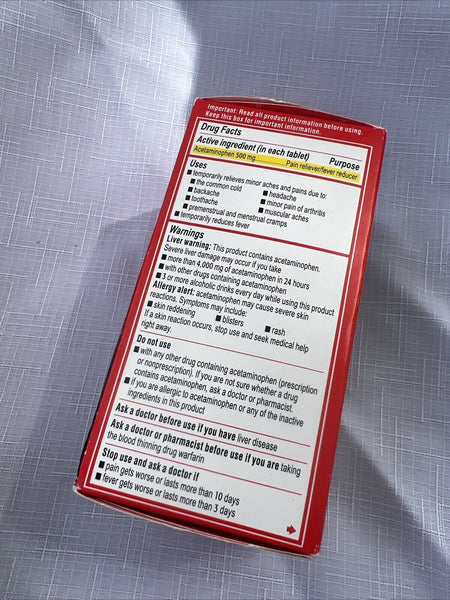 Important: Read all product information before using.
Keep this box for important information.
Drug Facts
Active ingredient (in each tablet) Purpose
Acetaminophen 500 mg Pain reliever/fever reducer
Uses
■ temporarily relieves minor aches and pains due to:
■ the common cold ■ headache
■ backache ■ minor pain of arthritis
■ toothache ■ muscular aches
■ premenstrual and menstrual cramps
■ temporarily reduces fever
Warnings
Liver warning: This product contains acetaminophen.
Severe liver damage may occur if you take
■ more than 4,000 mg of acetaminophen in 24 hours
■ with other drugs containing acetaminophen
■ 3 or more alcoholic drinks every day while using this product
Allergy alert: acetaminophen may cause severe skin
reactions. Symptoms may include:
■ skin reddening ■ blisters ■ rash
If a skin reaction occurs, stop use and seek medical help
right away.
Do not use
■ with any other drug containing acetaminophen (prescription
or nonprescription). If you are not sure whether a drug
contains acetaminophen, ask a doctor or pharmacist.
■ if you are allergic to acetaminophen or any of the inactive
ingredients in this product
Ask a doctor before use if you have liver disease
Ask a doctor or pharmacist before use if you are taking
the blood thinning drug warfarin
Stop use and ask a doctor if
■ pain gets worse or lasts more than 10 days
■ fever gets worse or lasts more than 3 days